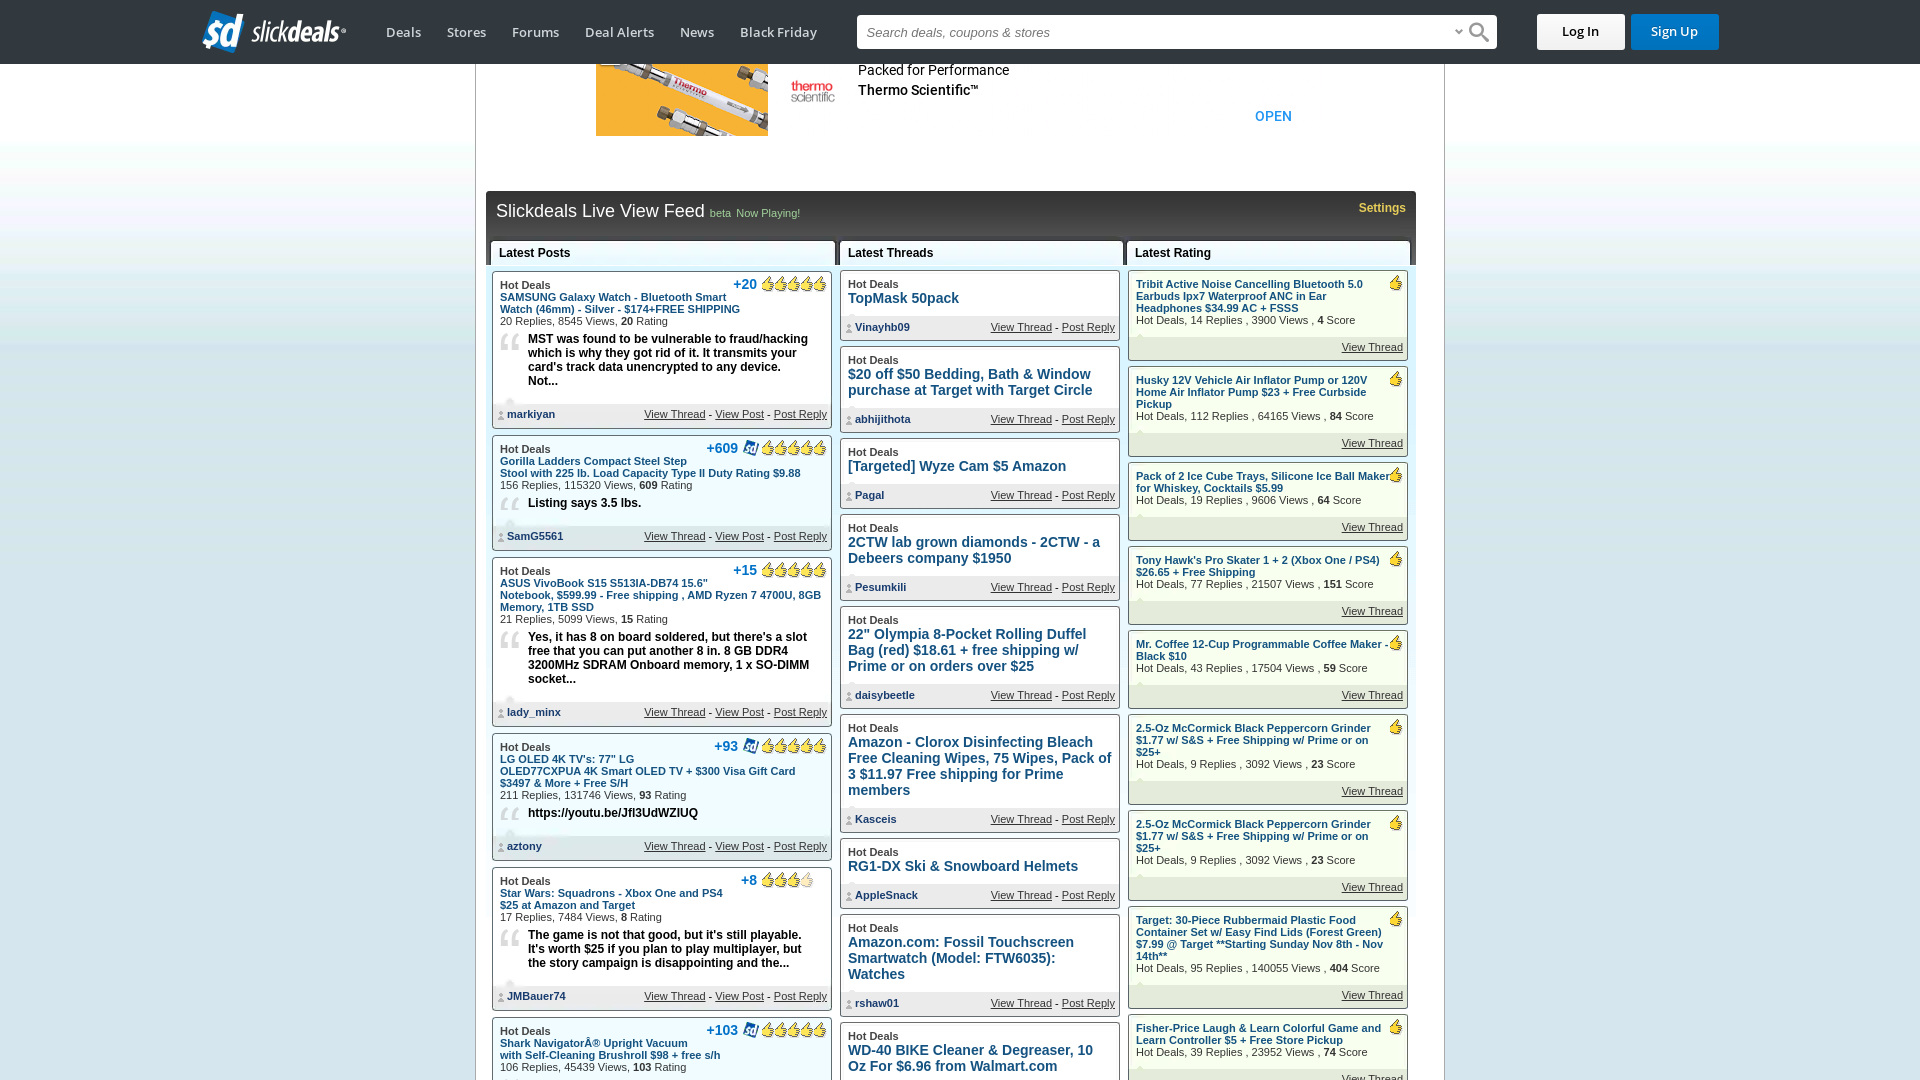 slickdeals
Deals
Stores
Forums
Deal Alerts
News
Black Friday
Search deals, coupons & stores
Log In
Sign Up
Thermo
thermo
scientific
Packed for Performance
Thermo Scientific™
OPEN
Slickdeals Live View Feed beta Now Playing!
Settings
Latest Posts
Hot Deals
+20
SAMSUNG Galaxy Watch - Bluetooth Smart
Watch (46mm) - Silver - $174+FREE SHIPPING
20 Replies, 8545 Views, 20 Rating
MST was found to be vulnerable to fraud/hacking
which is why they got rid of it. It transmits your
card's track data unencrypted to any device.
Not...
markiyan
View Thread - View Post - Post Reply
Hot Deals
+609
Gorilla Ladders Compact Steel Step
Stool with 225 lb. Load Capacity Type II Duty Rating $9.88
156 Replies, 115320 Views, 609 Rating
Listing says 3.5 lbs.
SamG5561
View Thread - View Post - Post Reply
Hot Deals
+15
ASUS VivoBook S15 S513IA-DB74 15.6"
Notebook, $599.99 - Free shipping , AMD Ryzen 7 4700U, 8GB
Memory, 1TB SSD
21 Replies, 5099 Views, 15 Rating
Yes, it has 8 on board soldered, but there's a slot
free that you can put another 8 in. 8 GB DDR4
3200MHz SDRAM Onboard memory, 1 x SO-DIMM
socket...
lady_minx
View Thread - View Post - Post Reply
Hot Deals
+93
LG OLED 4K TV's: 77" LG
OLED77CXPUA 4K Smart OLED TV + $300 Visa Gift Card
$3497 & More + Free S/H
211 Replies, 131746 Views, 93 Rating
https://youtu.be/Jfl3UdWZlUQ
aztony
View Thread - View Post - Post Reply
Hot Deals
+8
Star Wars: Squadrons - Xbox One and PS4
$25 at Amazon and Target
17 Replies, 7484 Views, 8 Rating
The game is not that good, but it's still playable.
It's worth $25 if you plan to play multiplayer, but
the story campaign is disappointing and the...
JMBauer74
View Thread - View Post - Post Reply
Hot Deals
+103
Shark NavigatorÂ® Upright Vacuum
with Self-Cleaning Brushroll $98 + free s/h
106 Replies, 45439 Views, 103 Rating
Latest Threads
Hot Deals
TopMask 50pack
Vinayhb09
View Thread - Post Reply
Hot Deals
$20 off $50 Bedding, Bath & Window
purchase at Target with Target Circle
abhijithota
View Thread - Post Reply
Hot Deals
[Targeted] Wyze Cam $5 Amazon
Pagal
View Thread - Post Reply
Hot Deals
2CTW lab grown diamonds - 2CTW - a
Debeers company $1950
Pesumkili
View Thread - Post Reply
Hot Deals
22" Olympia 8-Pocket Rolling Duffel
Bag (red) $18.61 + free shipping w/
Prime or on orders over $25
daisybeetle
View Thread - Post Reply
Hot Deals
Amazon - Clorox Disinfecting Bleach
Free Cleaning Wipes, 75 Wipes, Pack of
3 $11.97 Free shipping for Prime
members
Kasceis
View Thread - Post Reply
Hot Deals
RG1-DX Ski & Snowboard Helmets
AppleSnack
View Thread - Post Reply
Hot Deals
Amazon.com: Fossil Touchscreen
Smartwatch (Model: FTW6035):
Watches
rshaw01
View Thread - Post Reply
Hot Deals
WD-40 BIKE Cleaner & Degreaser, 10
Oz For $6.96 from Walmart.com
Latest Rating
Tribit Active Noise Cancelling Bluetooth 5.0
Earbuds Ipx7 Waterproof ANC in Ear
Headphones $34.99 AC + FSSS
Hot Deals, 14 Replies , 3900 Views , 4 Score
View Thread
Husky 12V Vehicle Air Inflator Pump or 120V
Home Air Inflator Pump $23 + Free Curbside
Pickup
Hot Deals, 112 Replies , 64165 Views , 84 Score
View Thread
Pack of 2 Ice Cube Trays, Silicone Ice Ball Maker
for Whiskey, Cocktails $5.99
Hot Deals, 19 Replies , 9606 Views , 64 Score
View Thread
Tony Hawk's Pro Skater 1 + 2 (Xbox One / PS4)
$26.65 + Free Shipping
Hot Deals, 77 Replies , 21507 Views , 151 Score
View Thread
Mr. Coffee 12-Cup Programmable Coffee Maker -
Black $10
Hot Deals, 43 Replies , 17504 Views , 59 Score
View Thread
2.5-Oz McCormick Black Peppercorn Grinder
$1.77 w/ S&S + Free Shipping w/ Prime or on
$25+
Hot Deals, 9 Replies , 3092 Views , 23 Score
View Thread
2.5-Oz McCormick Black Peppercorn Grinder
$1.77 w/ S&S + Free Shipping w/ Prime or on
$25+
Hot Deals, 9 Replies , 3092 Views , 23 Score
View Thread
Target: 30-Piece Rubbermaid Plastic Food
Container Set w/ Easy Find Lids (Forest Green)
$7.99 @ Target **Starting Sunday Nov 8th - Nov
14th**
Hot Deals, 95 Replies , 140055 Views , 404 Score
View Thread
Fisher-Price Laugh & Learn Colorful Game and
Learn Controller $5 + Free Store Pickup
Hot Deals, 39 Replies , 23952 Views , 74 Score
View Thread